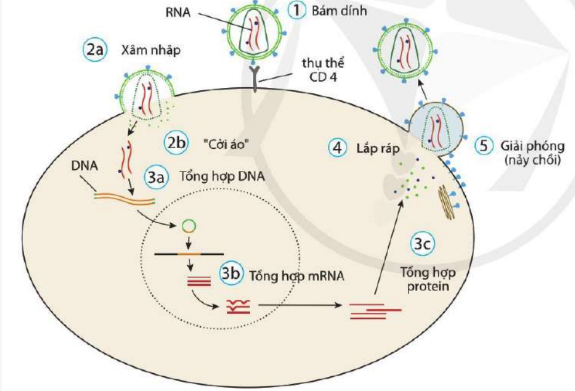 RNA
1 Bám dính
2a Xâm nhập
thụ thể
CD 4
2b "Cởi áo"
DNA
3a Tổng hợp DNA
4 Lắp ráp
5 Giải phóng
(nảy chồi)
3b Tổng hợp mRNA
3c
Tổng hợp
protein